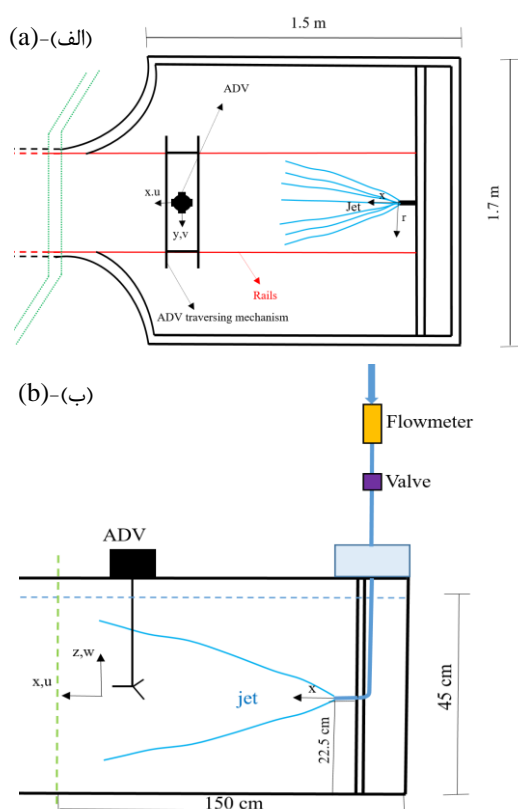 (a)-(الف)
1.5 m
ADV
x.u
y,v
x
Jet
r
1.7 m
Rails
ADV traversing mechanism
(b)-(ب)
Flowmeter
Valve
ADV
z,w
x,u
jet
x
22.5 cm
45 cm
150 cm